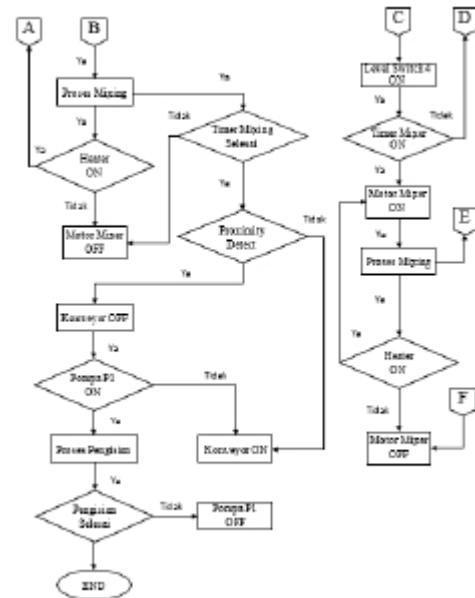 A
B
Ya
Proses Mixing
Ya
Ya
Heater
ON
Ya
Tidak
Motor Mixer
OFF
Tidak
Timer Mixing
Selesai
Ya
Proximity
Detect
Tidak
Ya
Konveyor OFF
Ya
Pompa P1
ON
Tidak
Ya
Proses Pengisian
Konveyor ON
Ya
Pengisian
Selesai
Tidak
Pompa P1
OFF
END
C
D
Level Switch 4
ON
Ya
Tidak
Timer Mixer
ON
Ya
Motor Mixer
ON
Ya
E
Proses Mixing
Ya
Ya
Heater
ON
F
Tidak
Motor Mixer
OFF